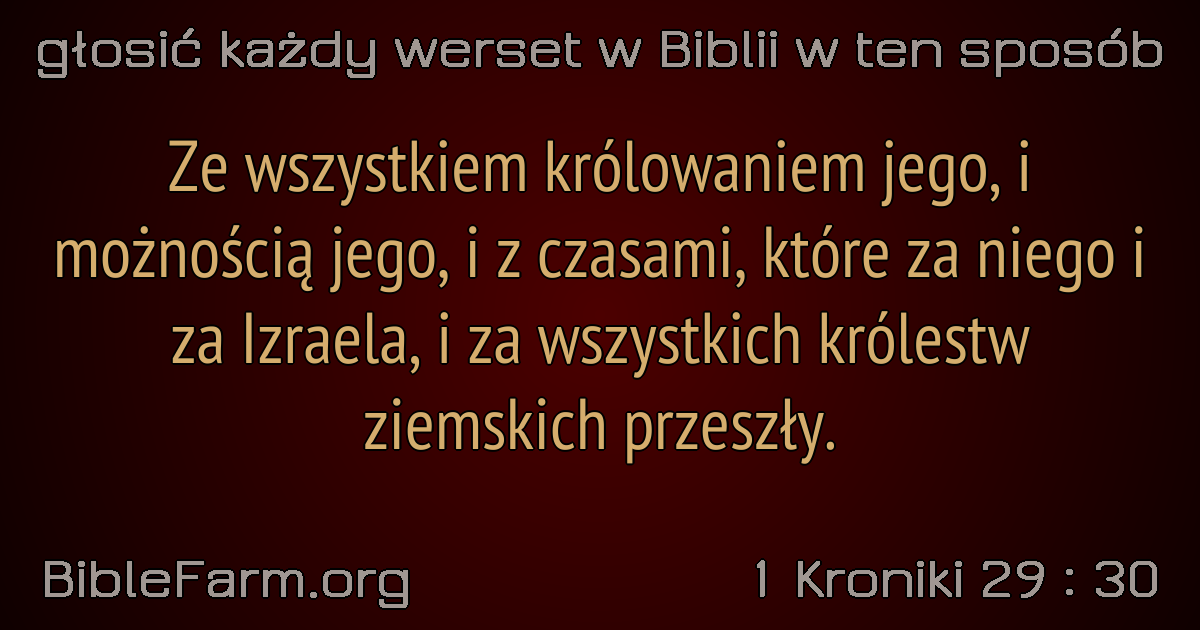 głosić każdy werset w Biblii w ten sposób
Ze wszystkiem królowaniem jego, i
możnością jego, i z czasami, które za niego i
za Izraela, i za wszystkich królestw
ziemskich przeszły.
BibleFarm.org
1 Kroniki 29 : 30